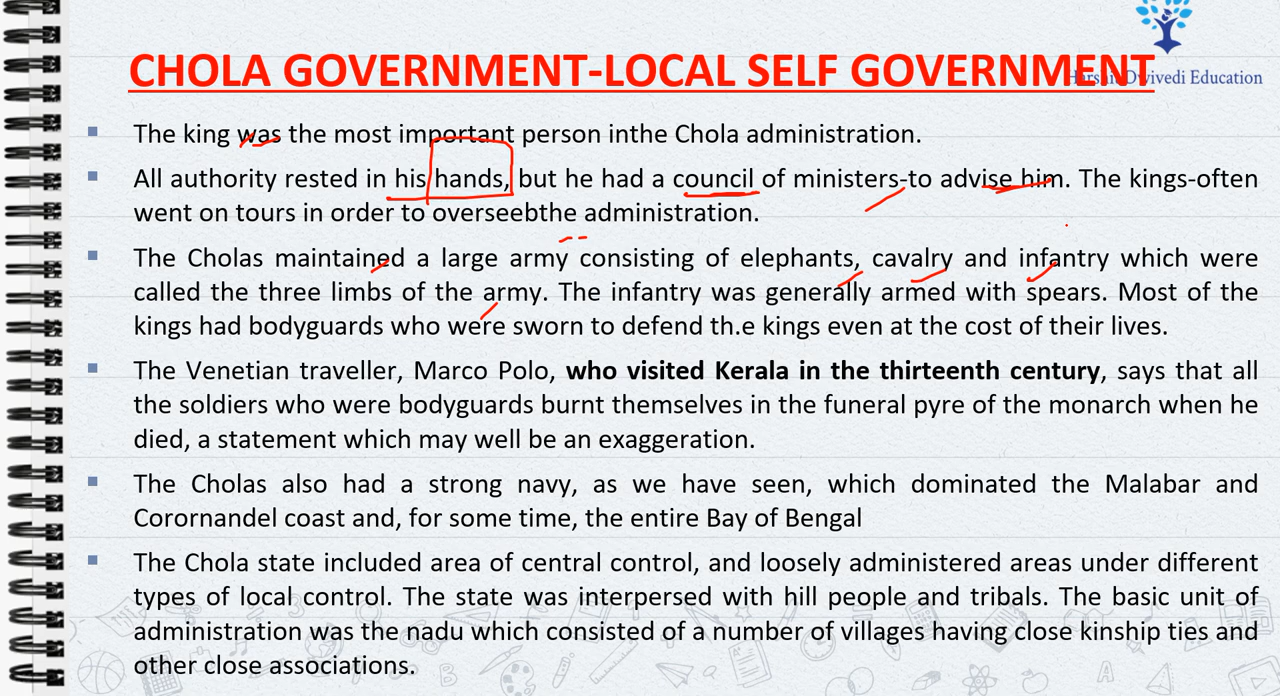 CHOLA GOVERNMENT-LOCAL SELF GOVERNMENT
Harshit Dwivedi Education
The king was the most important person inthe Chola administration.
All authority rested in his hands, but he had a council of ministers-to advise him. The kings-often
went on tours in order to overseebthe administration.
The Cholas maintained a large army consisting of elephants, cavalry and infantry which were
called the three limbs of the army. The infantry was generally armed with spears. Most of the
kings had bodyguards who were sworn to defend th.e kings even at the cost of their lives.
The Venetian traveller, Marco Polo, who visited Kerala in the thirteenth century, says that all
the soldiers who were bodyguards burnt themselves in the funeral pyre of the monarch when he
died, a statement which may well be an exaggeration.
The Cholas also had a strong navy, as we have seen, which dominated the Malabar and
Corornandel coast and, for some time, the entire Bay of Bengal
The Chola state included area of central control, and loosely administered areas under different
types of local control. The state was interpersed with hill people and tribals. The basic unit of
administration was the nadu which consisted of a number of villages having close kinship ties and
other close associations.